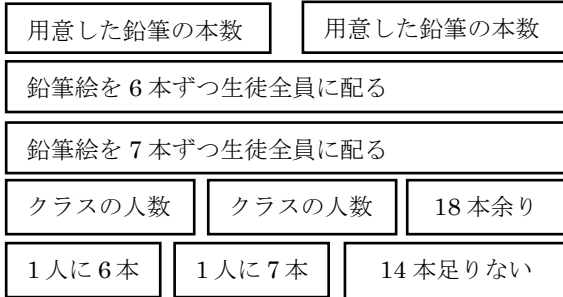 用意した鉛筆の本数 用意した鉛筆の本数
鉛筆絵を 6 本ずつ生徒全員に配る
鉛筆絵を 7 本ずつ生徒全員に配る
クラスの人数 クラスの人数 18 本余り
1 人に 6 本 1 人に 7 本 14 本足りない